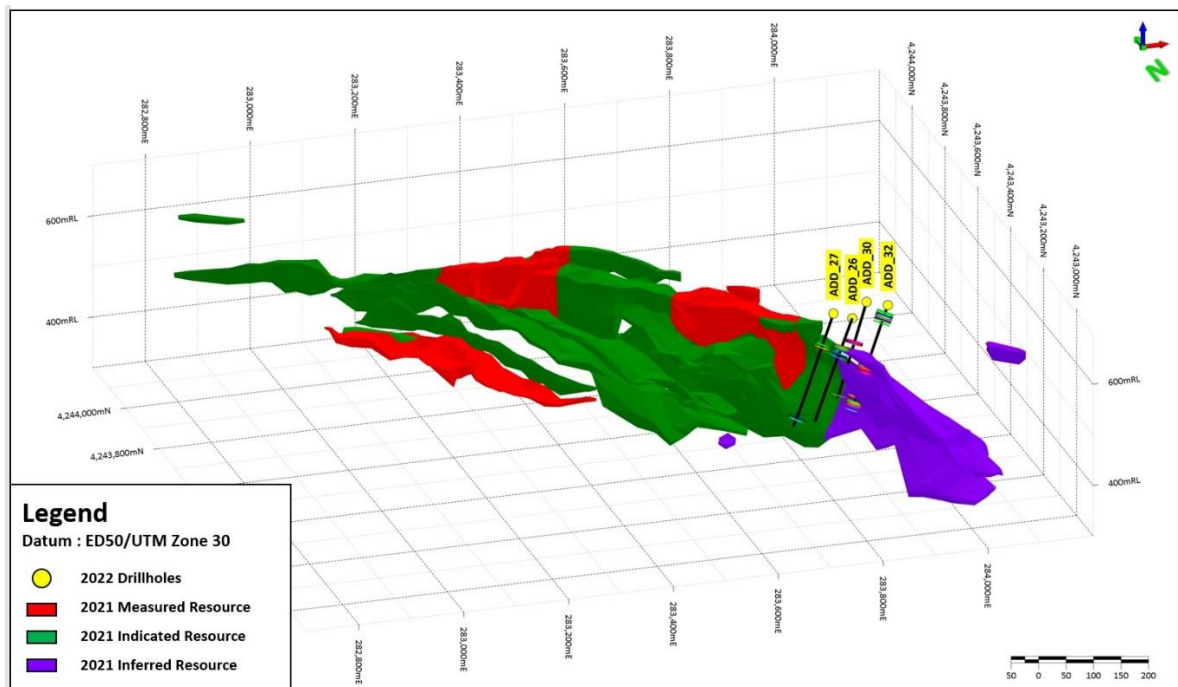 282,800mE
283,000mE
283,200mE
283,400mE
283,600mE
283,800mE
284,000mE
4,244,000mN
4,243,800mN
4,243,600mN
4,243,400mN
4,243,200mN
4,243,000mN
N
600mRL
400mRL
ADD_27
ADD_26
ADD_30
ADD_32
600mRL
400mRL
4,244,000mN
4,243,800mN
282,800mE
283,000mE
283,200mE
283,400mE
283,600mE
283,800mE
284,000mE
Legend
Datum : ED50/UTM Zone 30
2022 Drillholes
2021 Measured Resource
2021 Indicated Resource
2021 Inferred Resource
50 0 50 100 150 200